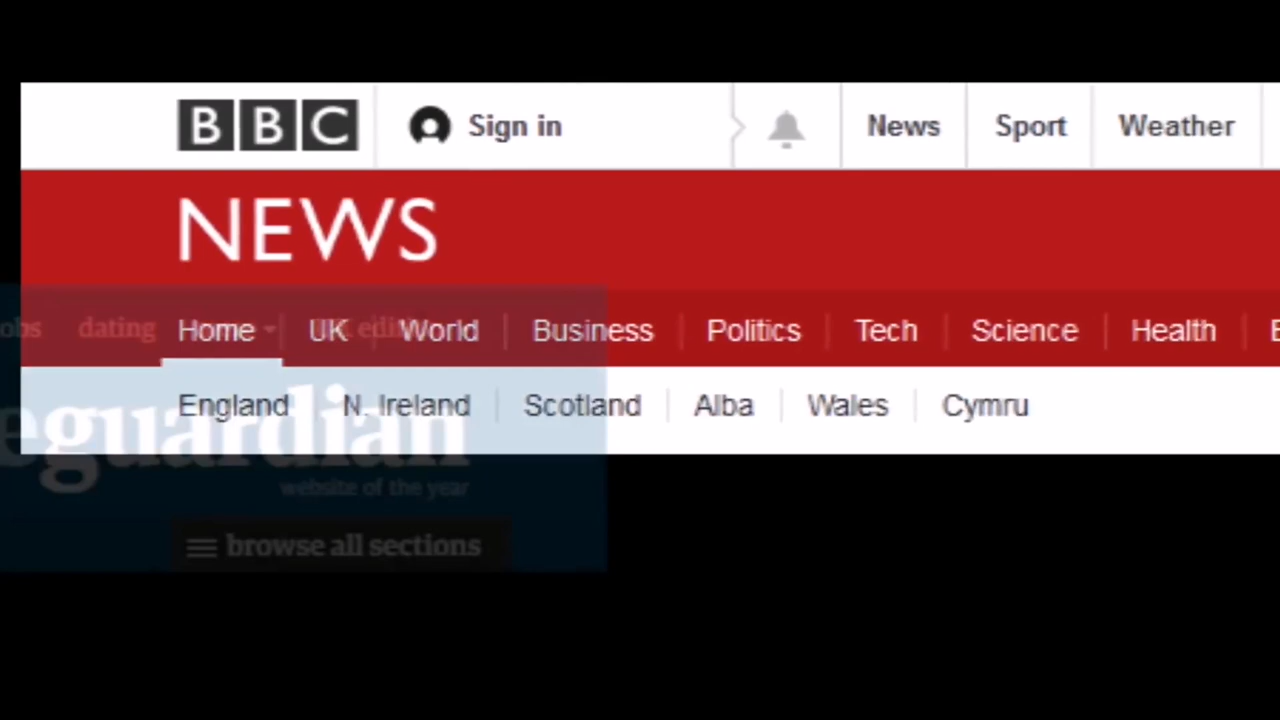 BBC Sign in News Sport Weather
NEWS
Home UK World Business Politics Tech Science Health
dating
England N. Ireland Scotland Alba Wales Cymru
eguardian
website of the year
browse all sections